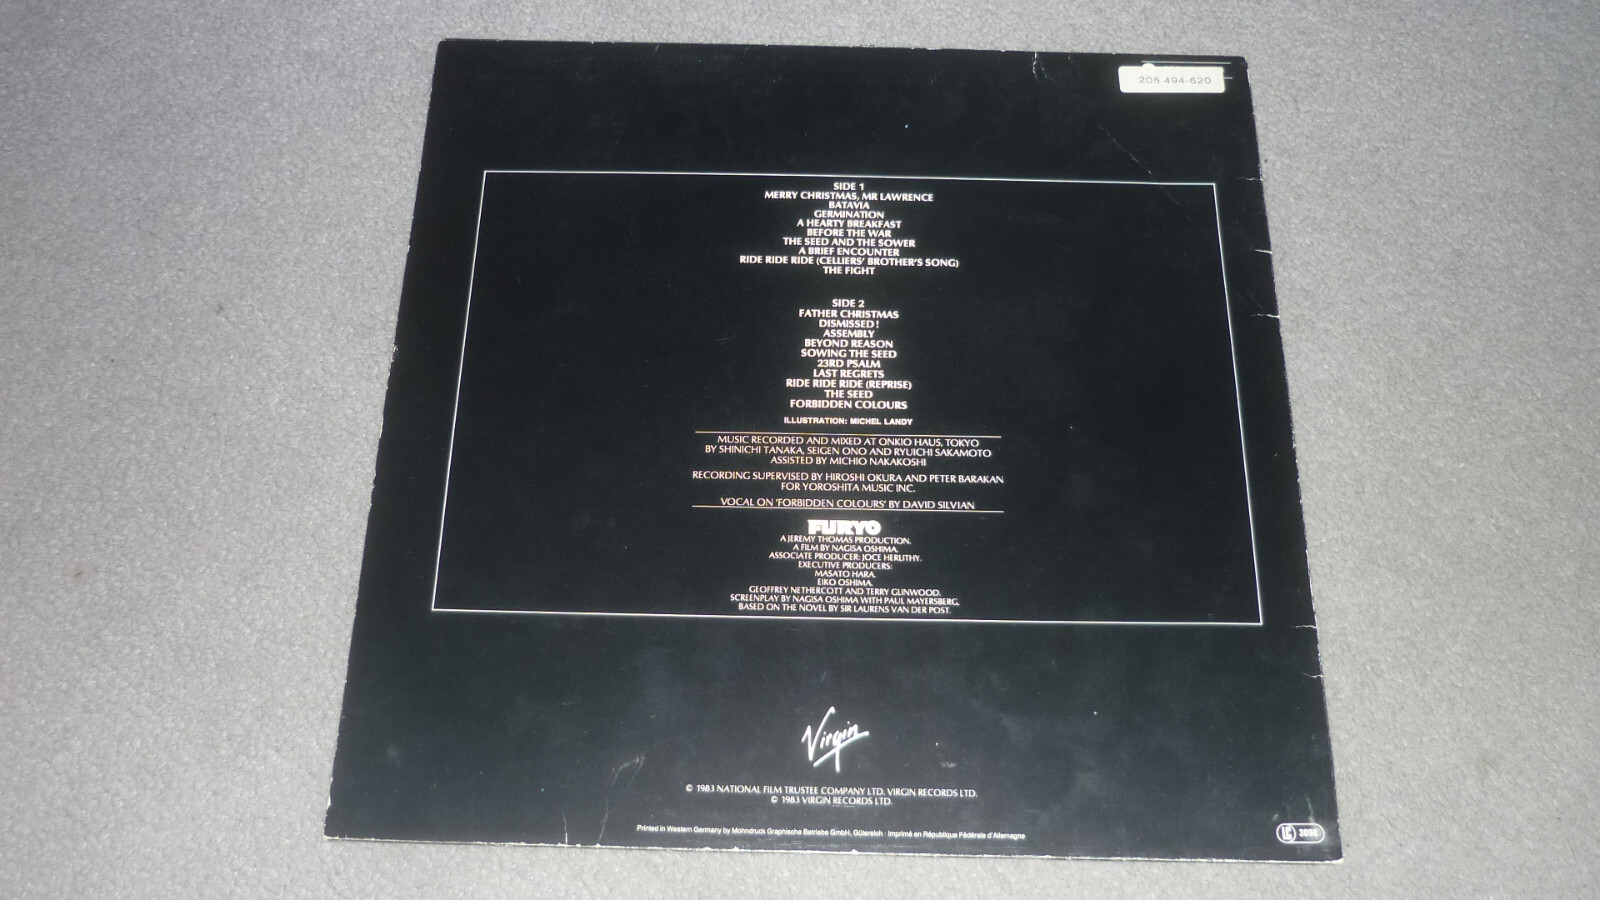 205 494-620
SIDE 1
MERRY CHRISTMAS, MR LAWRENCE
BATAVIA
GERMINATION
A HEARTY BREAKFAST
BEFORE THE WAR
THE SEED AND THE SOWER
A BRIEF ENCOUNTER
RIDE RIDE RIDE (CELLIERS' BROTHER'S SONG)
THE FIGHT
SIDE 2
FATHER CHRISTMAS
DISMISSED!
ASSEMBLY
BEYOND REASON
SOWING THE SEED
23RD PSALM
LAST REGRETS
RIDE RIDE RIDE (REPRISE)
THE SEED
FORBIDDEN COLOURS
ILLUSTRATION: MICHEL LANDY
MUSIC RECORDED AND MIXED AT ONKIO HAUS, TOKYO
BY SHINICHI TANAKA, SEIGEN ONO AND RYUICHI SAKAMOTO
ASSISTED BY MICHIO NAKAKOSHI
RECORDING SUPERVISED BY HIROSHI OKURA AND PETER BARAKAN
FOR YOROSHITA MUSIC INC.
VOCAL ON 'FORBIDDEN COLOURS' BY DAVID SILVIAN
FURYO
A JEREMY THOMAS PRODUCTION.
A FILM BY NAGISA OSHIMA.
ASSOCIATE PRODUCER: JOCE HERLITHY.
EXECUTIVE PRODUCERS:
MASATO HARA.
EIKO OSHIMA.
GEOFFREY NETHERCOTT AND TERRY GLINWOOD.
SCREENPLAY BY NAGISA OSHIMA WITH PAUL MAYERSBERG.
BASED ON THE NOVEL BY SIR LAURENS VAN DER POST.
Virgin
© 1983 NATIONAL FILM TRUSTEE COMPANY LTD. VIRGIN RECORDS LTD.
© 1983 VIRGIN RECORDS LTD.
Printed in Western Germany by Mohndruck Graphische Betriebe GmbH, Gütersloh · Imprimé en République Fédérale d'Allemagne
LC 3098